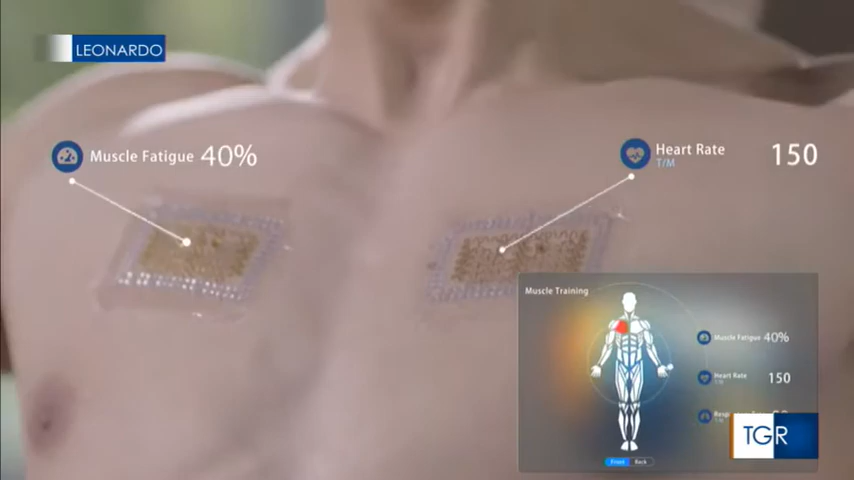 LEONARDO
Muscle Fatigue 40%
Heart Rate 150
T/M
Muscle Training
Muscle Fatigue 40%
Heart Rate 150
TGR
Front Back